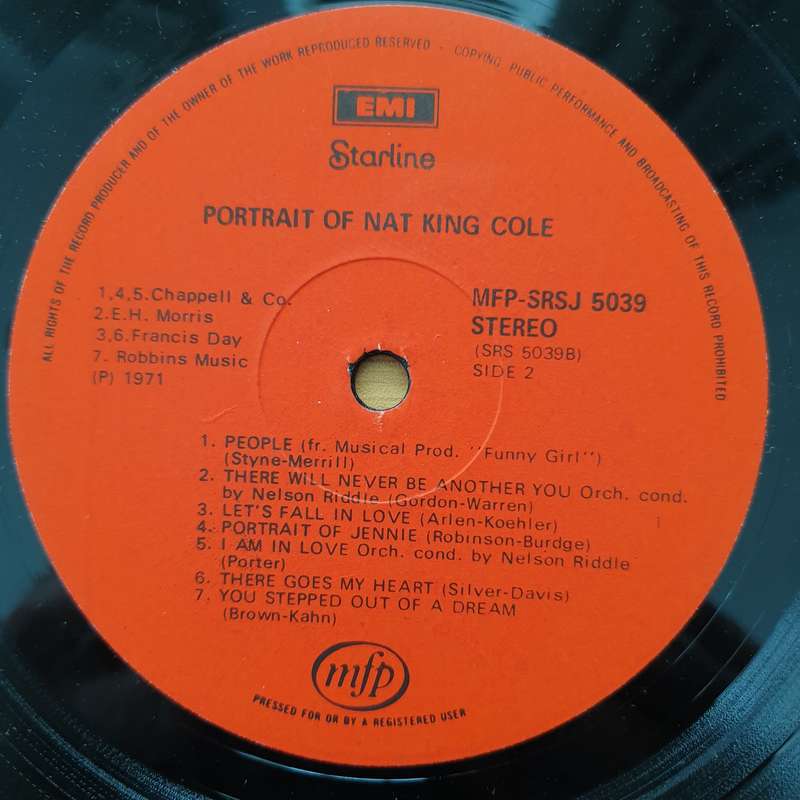 ALL RIGHTS OF THE RECORD PRODUCER AND OF THE OWNER OF THE WORK REPRODUCED RESERVED - COPYING, PUBLIC PERFORMANCE AND BROADCASTING OF THIS RECORD PROHIBITED
EMI
Starline
PORTRAIT OF NAT KING COLE
1,4,5. Chappell & Co.
2. E.H. Morris
3,6. Francis Day
7. Robbins Music
(P) 1971
MFP-SRSJ 5039
STEREO
(SRS 5039B)
SIDE 2
1. PEOPLE (fr. Musical Prod. "Funny Girl")
(Styne-Merrill)
2. THERE WILL NEVER BE ANOTHER YOU Orch. cond.
by Nelson Riddle (Gordon-Warren)
3. LET'S FALL IN LOVE (Arlen-Koehler)
4. PORTRAIT OF JENNIE (Robinson-Burdge)
5. I AM IN LOVE Orch. cond. by Nelson Riddle
(Porter)
6. THERE GOES MY HEART (Silver-Davis)
7. YOU STEPPED OUT OF A DREAM
(Brown-Kahn)
mfp
PRESSED FOR OR BY A REGISTERED USER